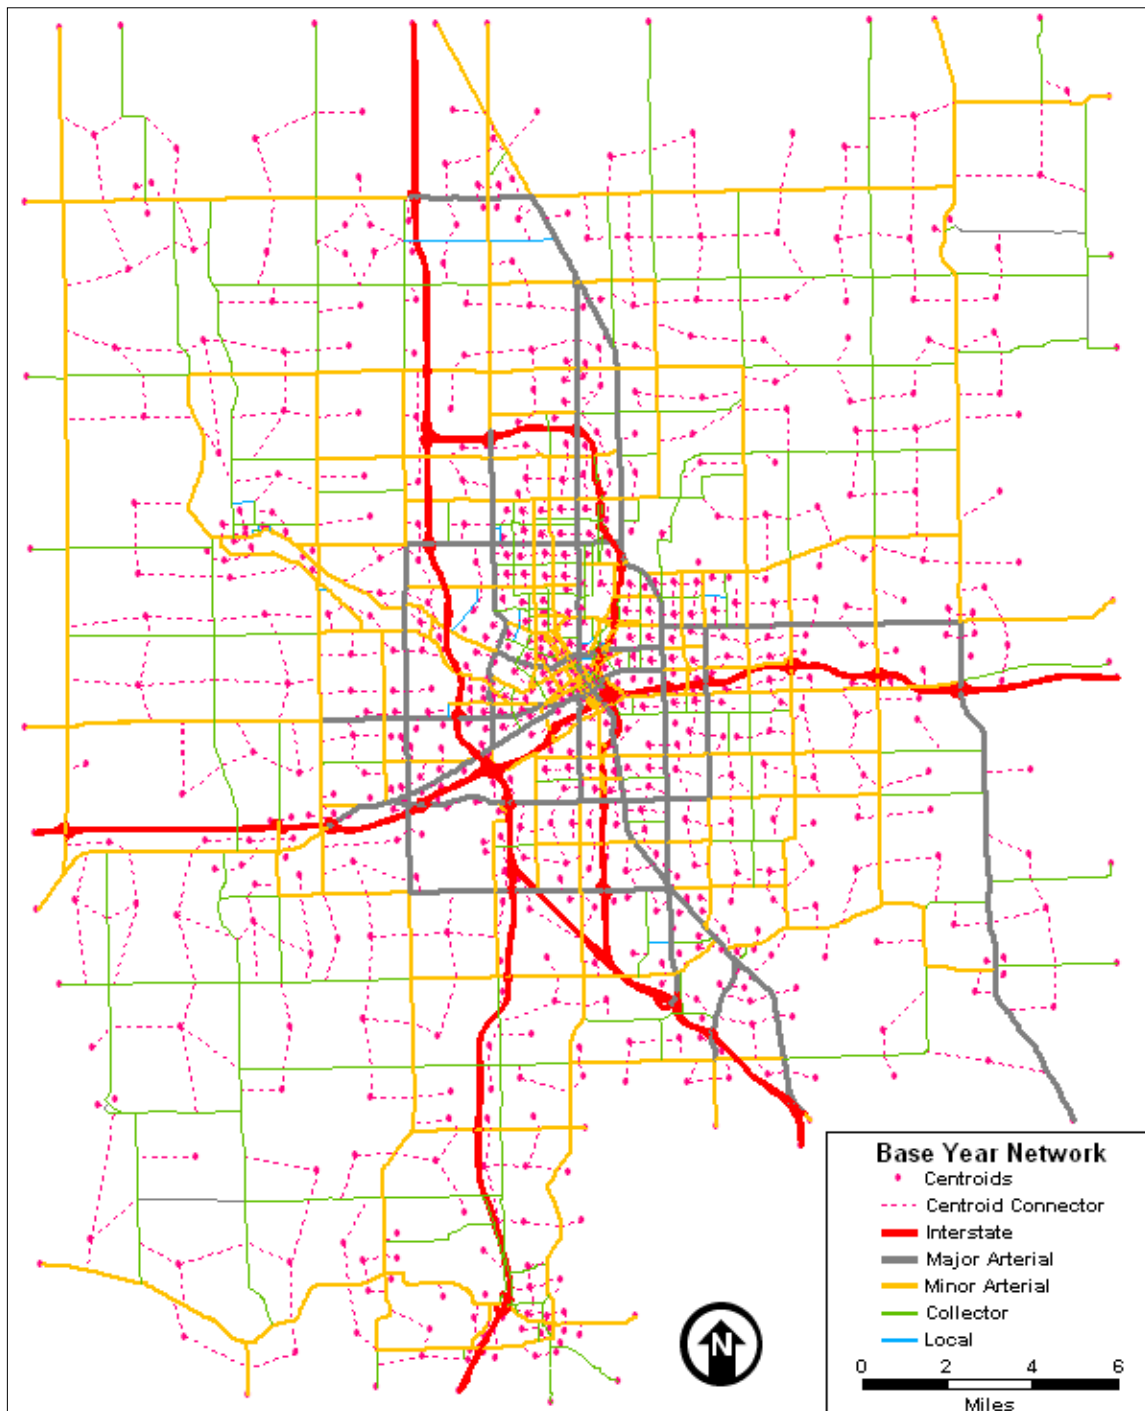 Base Year Network
Centroids
Centroid Connector
Interstate
Major Arterial
Minor Arterial
Collector
Local
N
0 2 4 6
Miles